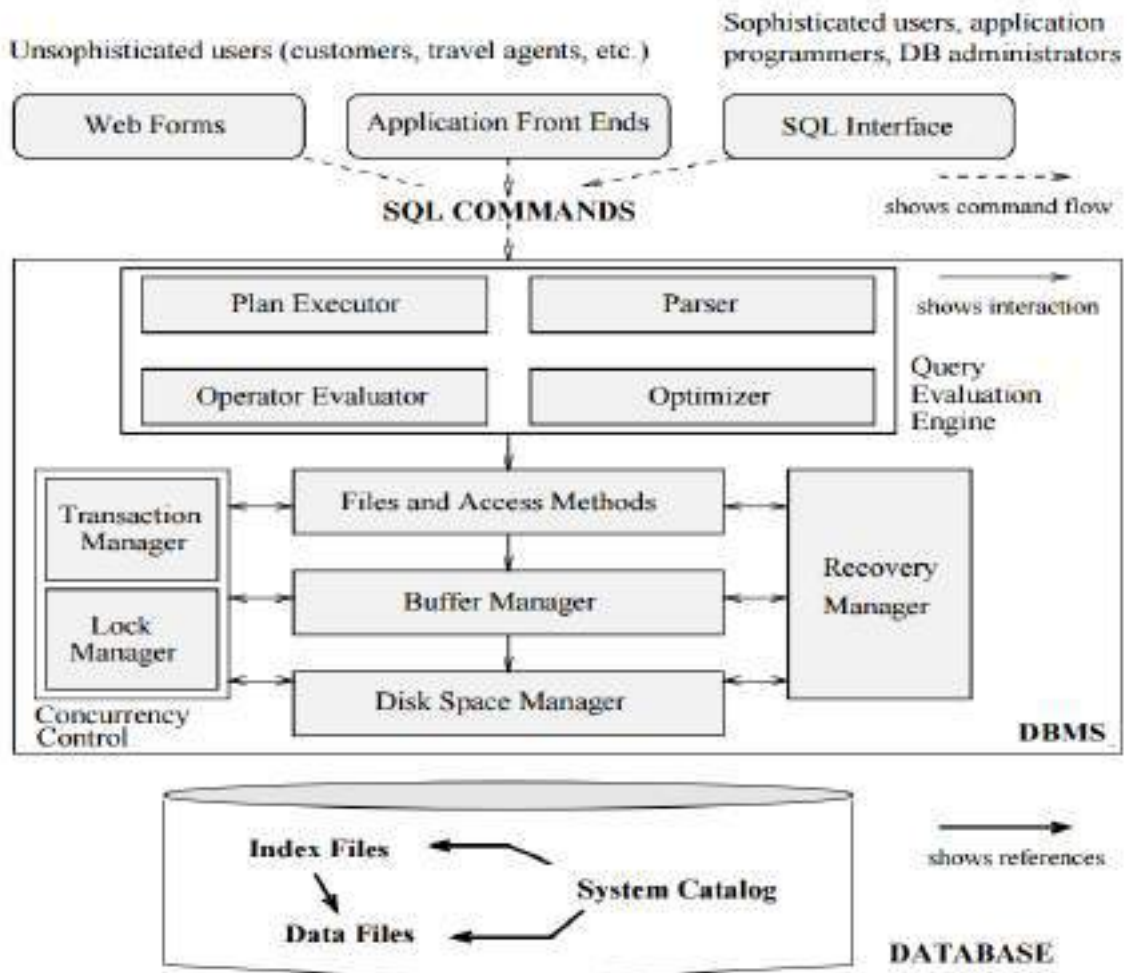 Sophisticated users, application
Unsophisticated users (customers, travel agents, etc.)
programmers, DB administrators
Web Forms
Application Front Ends
SQL Interface
SQL COMMANDS
shows command flow
Plan Executor
Parser
shows interaction
Operator Evaluator
Optimizer
Query
Evaluation
Engine
Transaction
Manager
Files and Access Methods
Recovery
Manager
Buffer Manager
Lock
Manager
Disk Space Manager
Concurrency
Control
DBMS
Index Files
shows references
System Catalog
Data Files
DATABASE